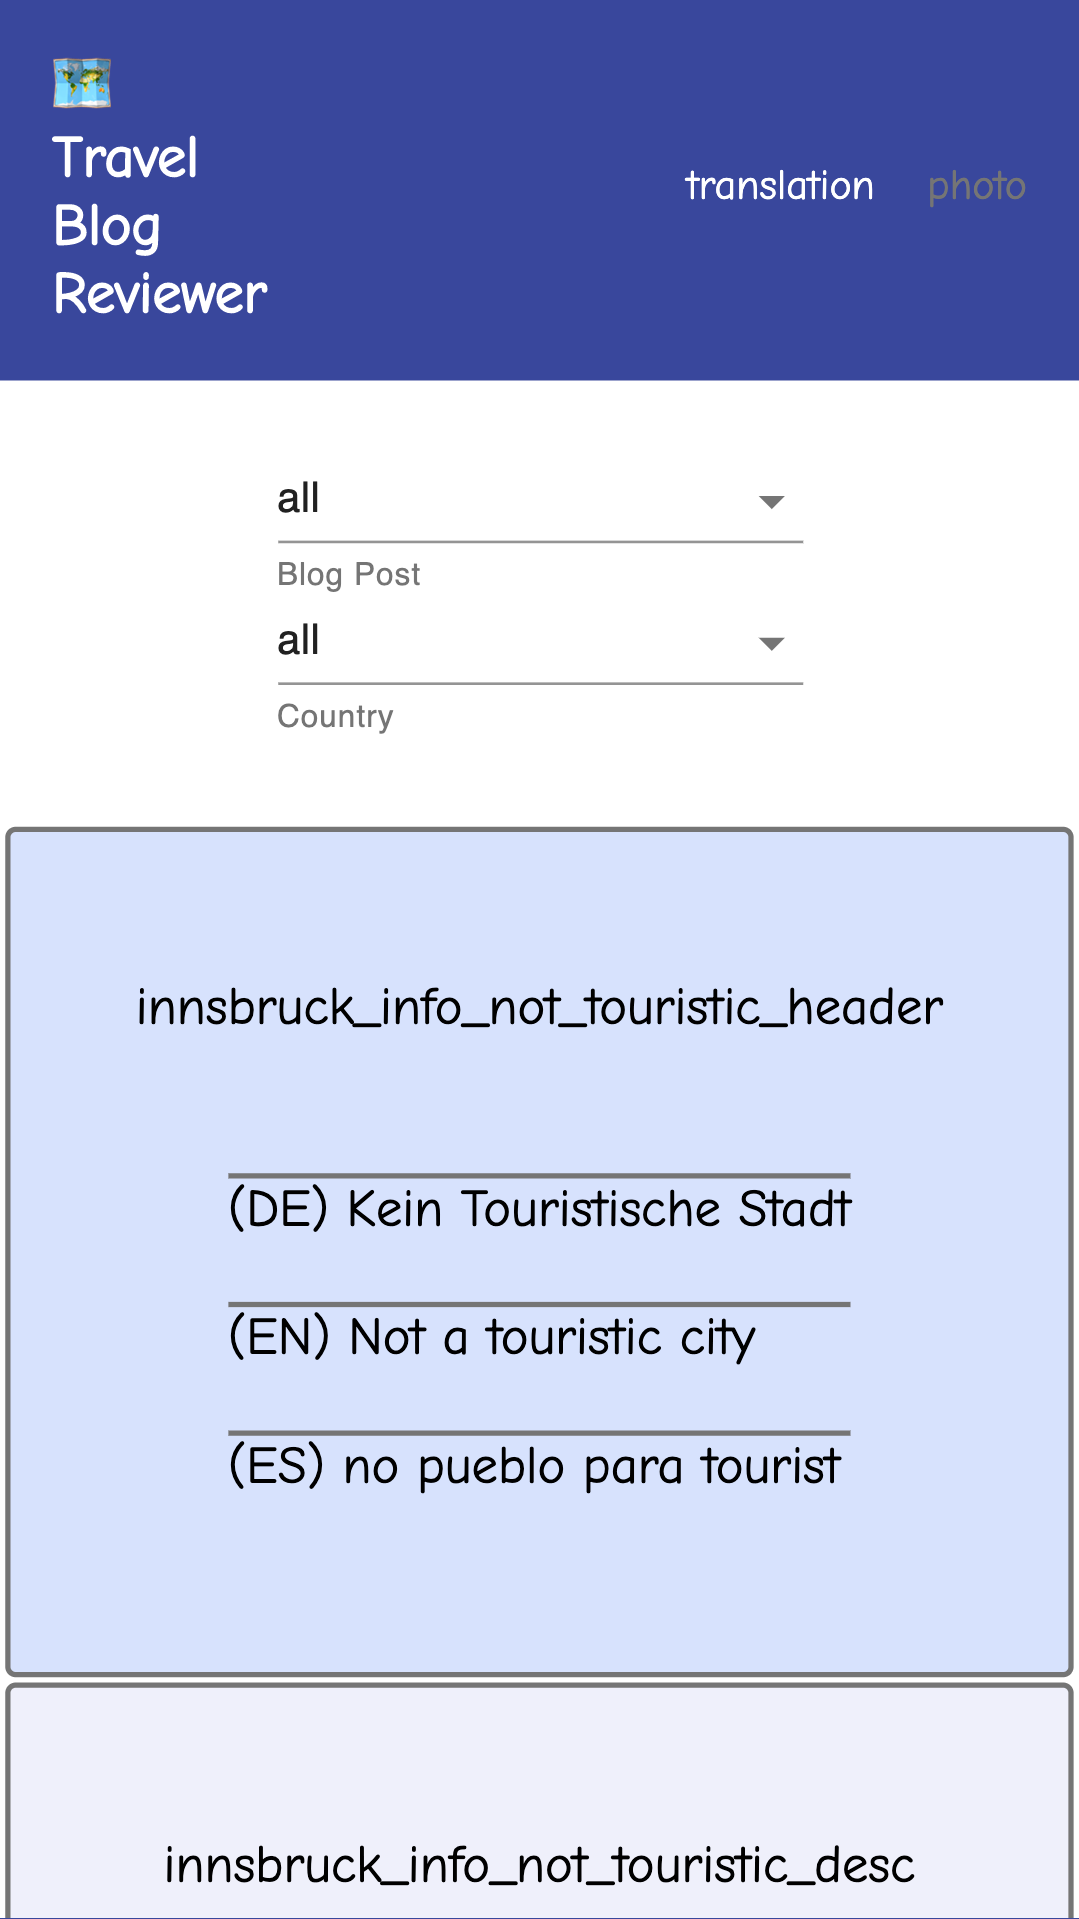 Travel
Blog
Reviewer
translation photo
all
Blog Post
all
Country
innsbruck_info_not_touristic_header
(DE) Kein Touristische Stadt
(EN) Not a touristic city
(ES) no pueblo para tourist
innsbruck_info_not_touristic_desc